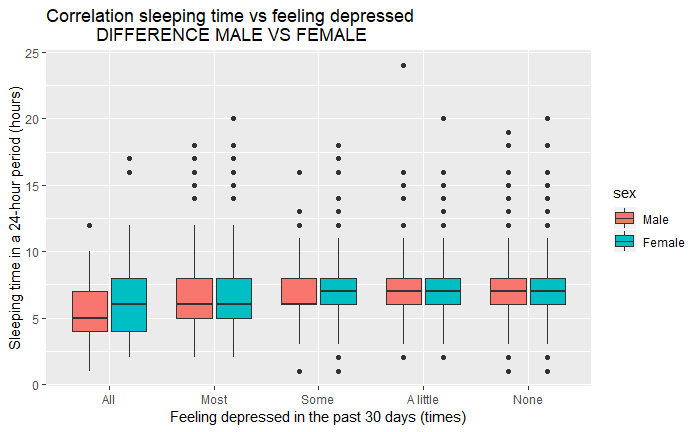 Correlation sleeping time vs feeling depressed
DIFFERENCE MALE VS FEMALE
Sleeping time in a 24-hour period (hours)
25
20
15
10
5
0
All Most Some A little None
Feeling depressed in the past 30 days (times)
sex
Male
Female